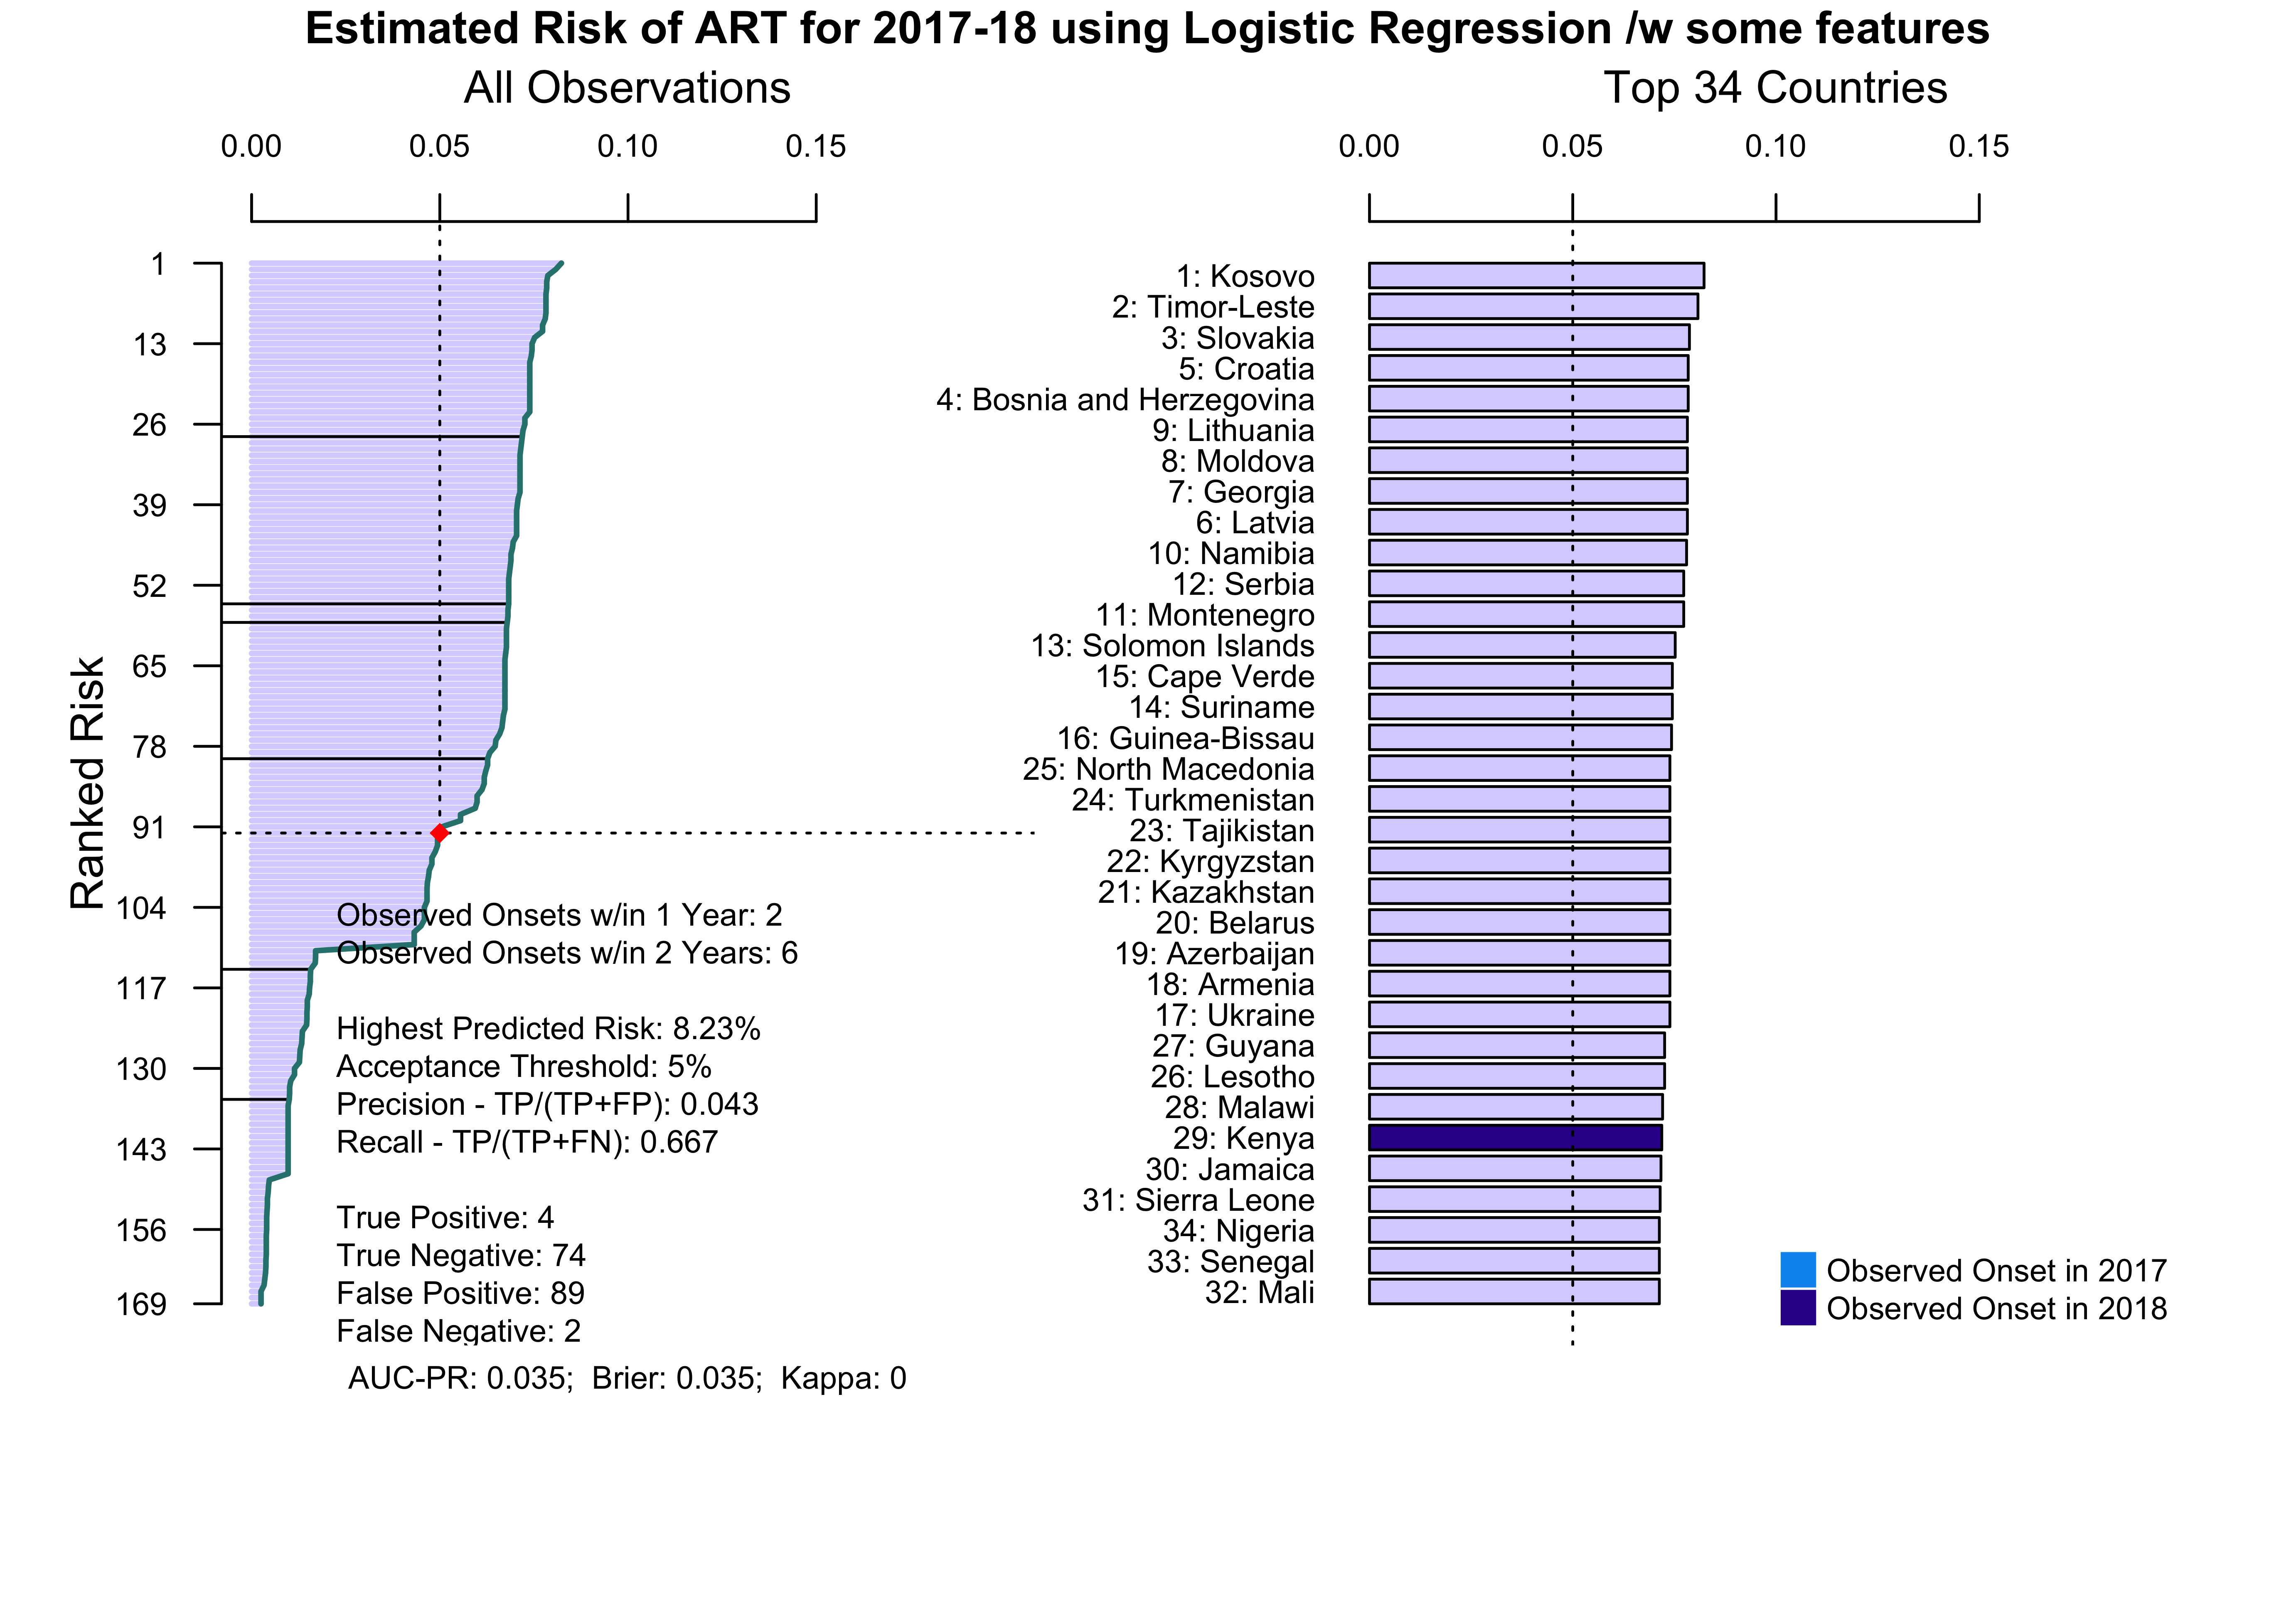 Estimated Risk of ART for 2017-18 using Logistic Regression /w some features
All Observations
0.00 0.05 0.10 0.15
Ranked Risk
1
13
26
39
52
65
78
91
104
117
130
143
156
169
Observed Onsets w/in 1 Year: 2
Observed Onsets w/in 2 Years: 6
Highest Predicted Risk: 8.23%
Acceptance Threshold: 5%
Precision - TP/(TP+FP): 0.043
Recall - TP/(TP+FN): 0.667
True Positive: 4
True Negative: 74
False Positive: 89
False Negative: 2
AUC-PR: 0.035; Brier: 0.035; Kappa: 0
Top 34 Countries
0.00 0.05 0.10 0.15
1: Kosovo
2: Timor-Leste
3: Slovakia
5: Croatia
4: Bosnia and Herzegovina
9: Lithuania
8: Moldova
7: Georgia
6: Latvia
10: Namibia
12: Serbia
11: Montenegro
13: Solomon Islands
15: Cape Verde
14: Suriname
16: Guinea-Bissau
25: North Macedonia
24: Turkmenistan
23: Tajikistan
22: Kyrgyzstan
21: Kazakhstan
20: Belarus
19: Azerbaijan
18: Armenia
17: Ukraine
27: Guyana
26: Lesotho
28: Malawi
29: Kenya
30: Jamaica
31: Sierra Leone
34: Nigeria
33: Senegal
32: Mali
Observed Onset in 2017
Observed Onset in 2018